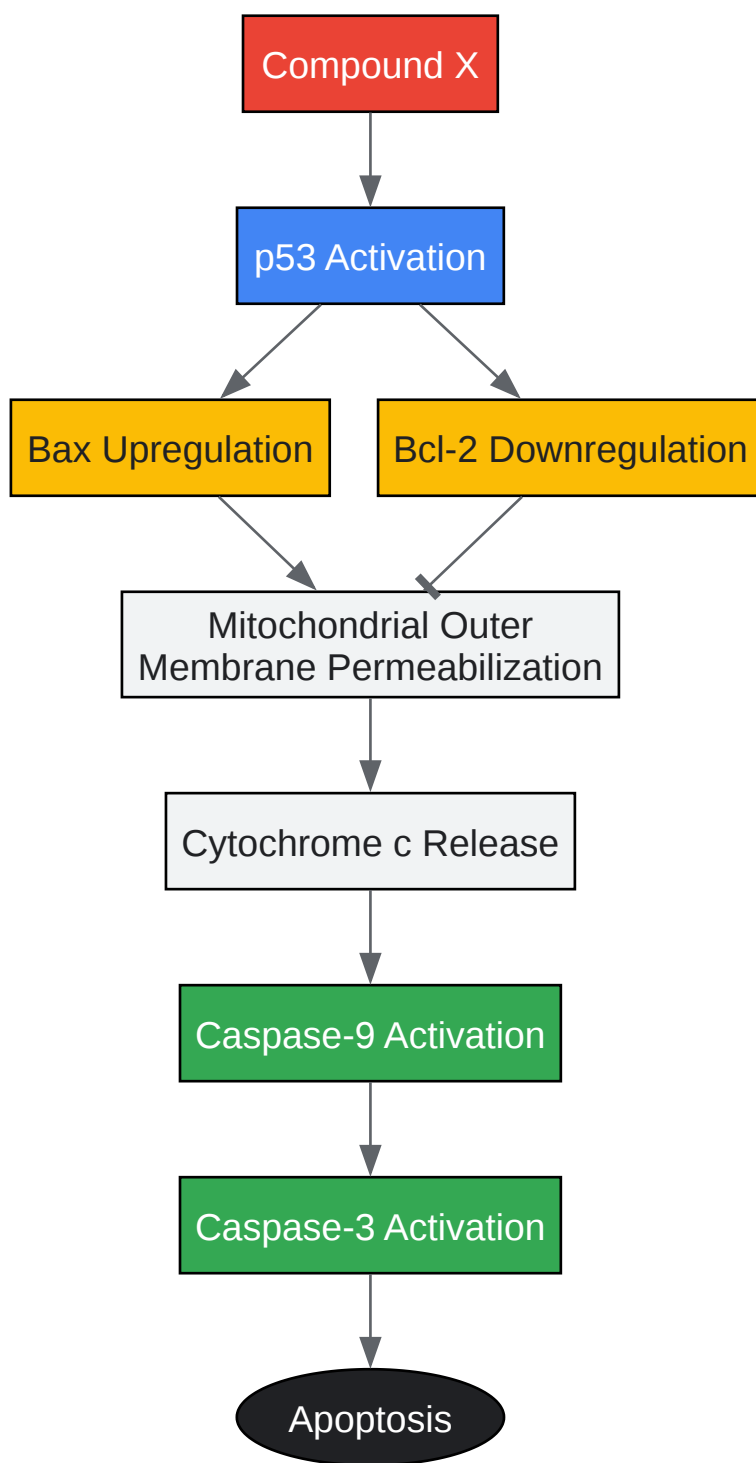 Compound X
p53 Activation
Bax Upregulation
Bcl-2 Downregulation
Mitochondrial Outer
Membrane Permeabilization
Cytochrome c Release
Caspase-9 Activation
Caspase-3 Activation
Apoptosis